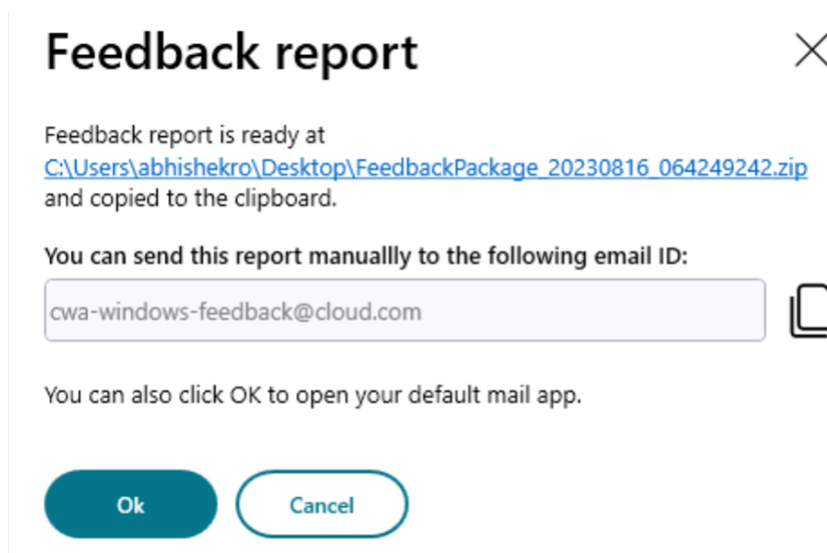 Feedback report
Feedback report is ready at
C:\Users\abhishekro\Desktop\FeedbackPackage_20230816_064249242.zip
and copied to the clipboard.
You can send this report manuallly to the following email ID:
cwa-windows-feedback@cloud.com
You can also click OK to open your default mail app.
Ok
Cancel